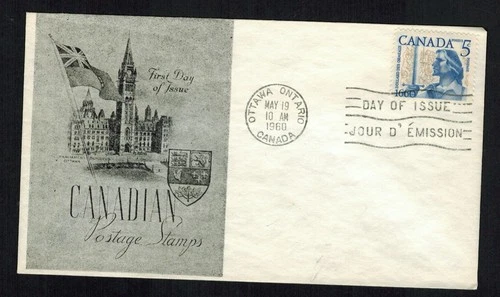 First Day
of Issue
CANADIAN
Postage Stamps
OTTAWA ONTARIO
MAY 19
10 AM
1960
CANADA
CANADA 5
1660
DAY OF ISSUE
JOUR D'ÉMISSION